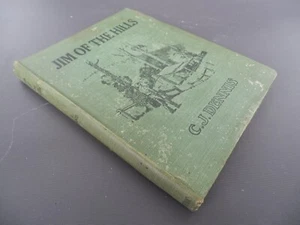 JIM OF THE HILLS
C. J. DENNIS